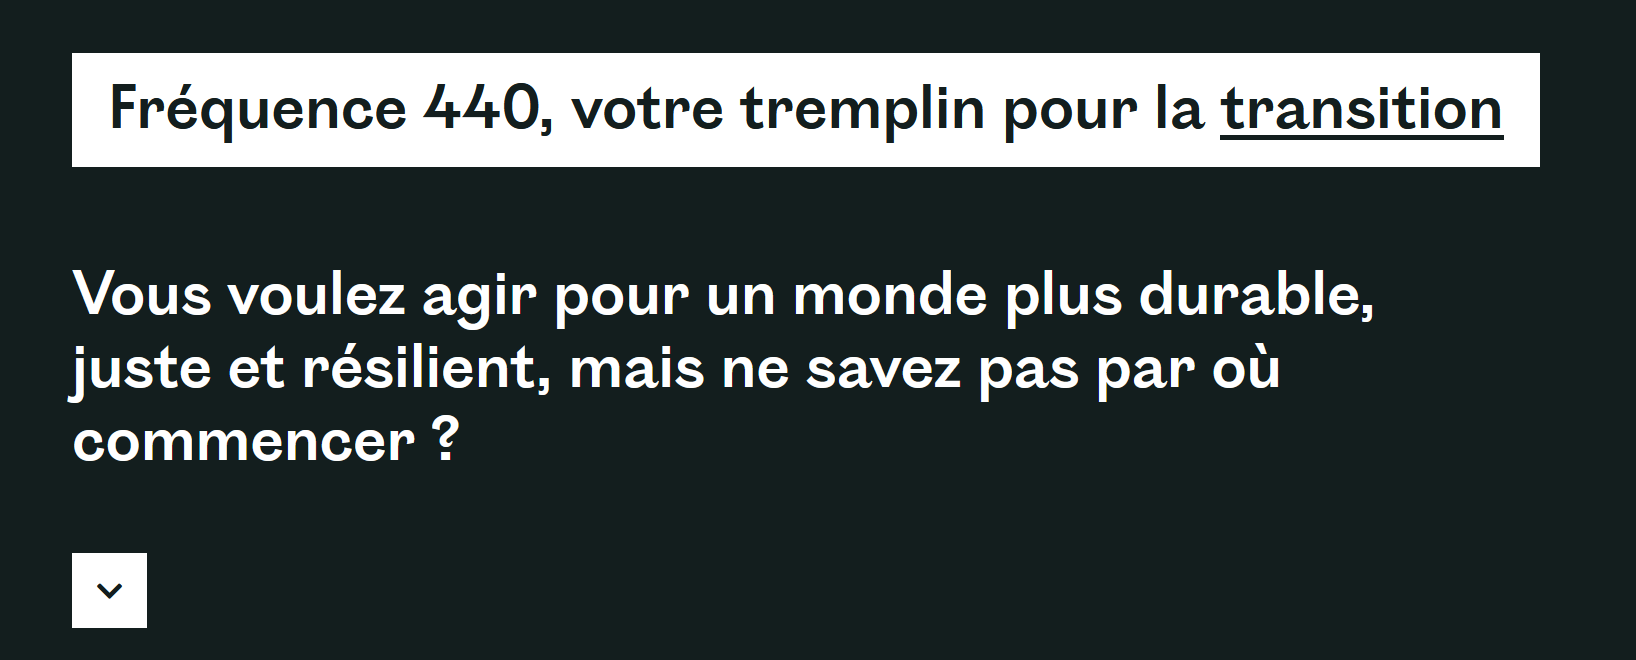 Fréquence 440, votre tremplin pour la transition
Vous voulez agir pour un monde plus durable,
juste et résilient, mais ne savez pas par où
commencer ?